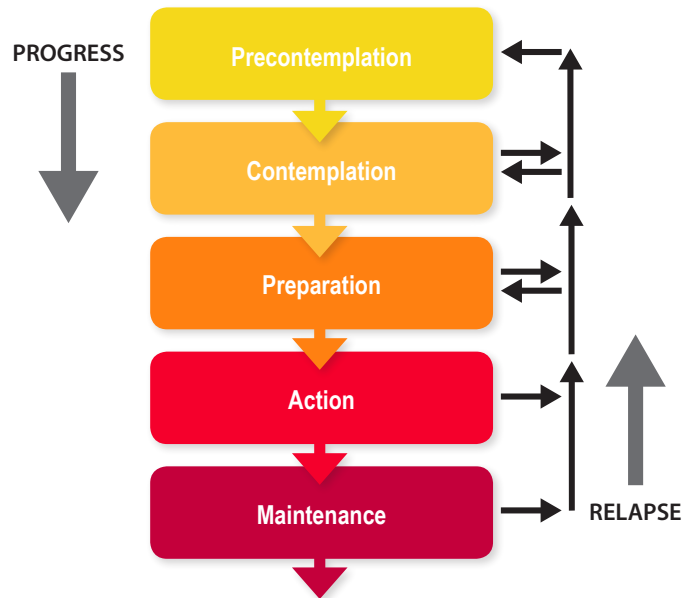 PROGRESS
Precontemplation
Contemplation
Preparation
Action
Maintenance
RELAPSE